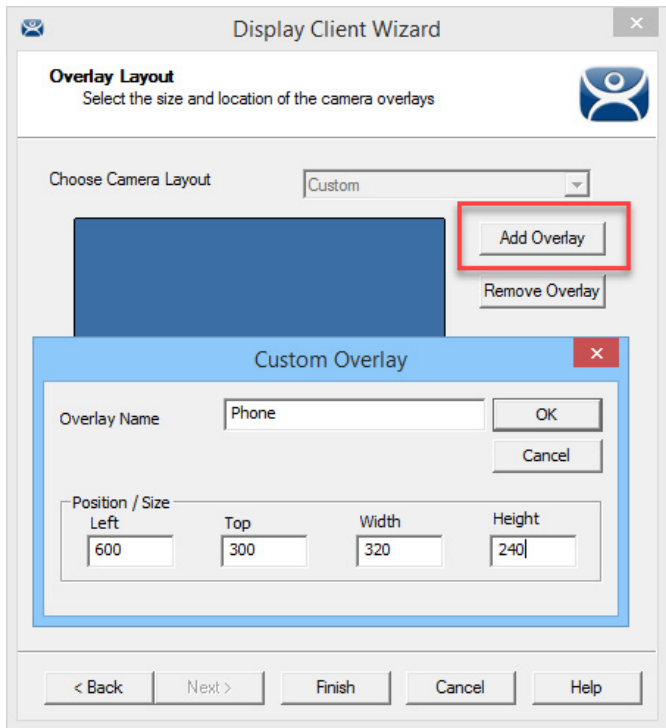 Display Client Wizard
Overlay Layout
Select the size and location of the camera overlays
Choose Camera Layout
Custom
Add Overlay
Remove Overlay
Custom Overlay
Overlay Name
Phone
OK
Cancel
Position / Size
Left Top Width Height
600 300 320 240
< Back Next > Finish Cancel Help